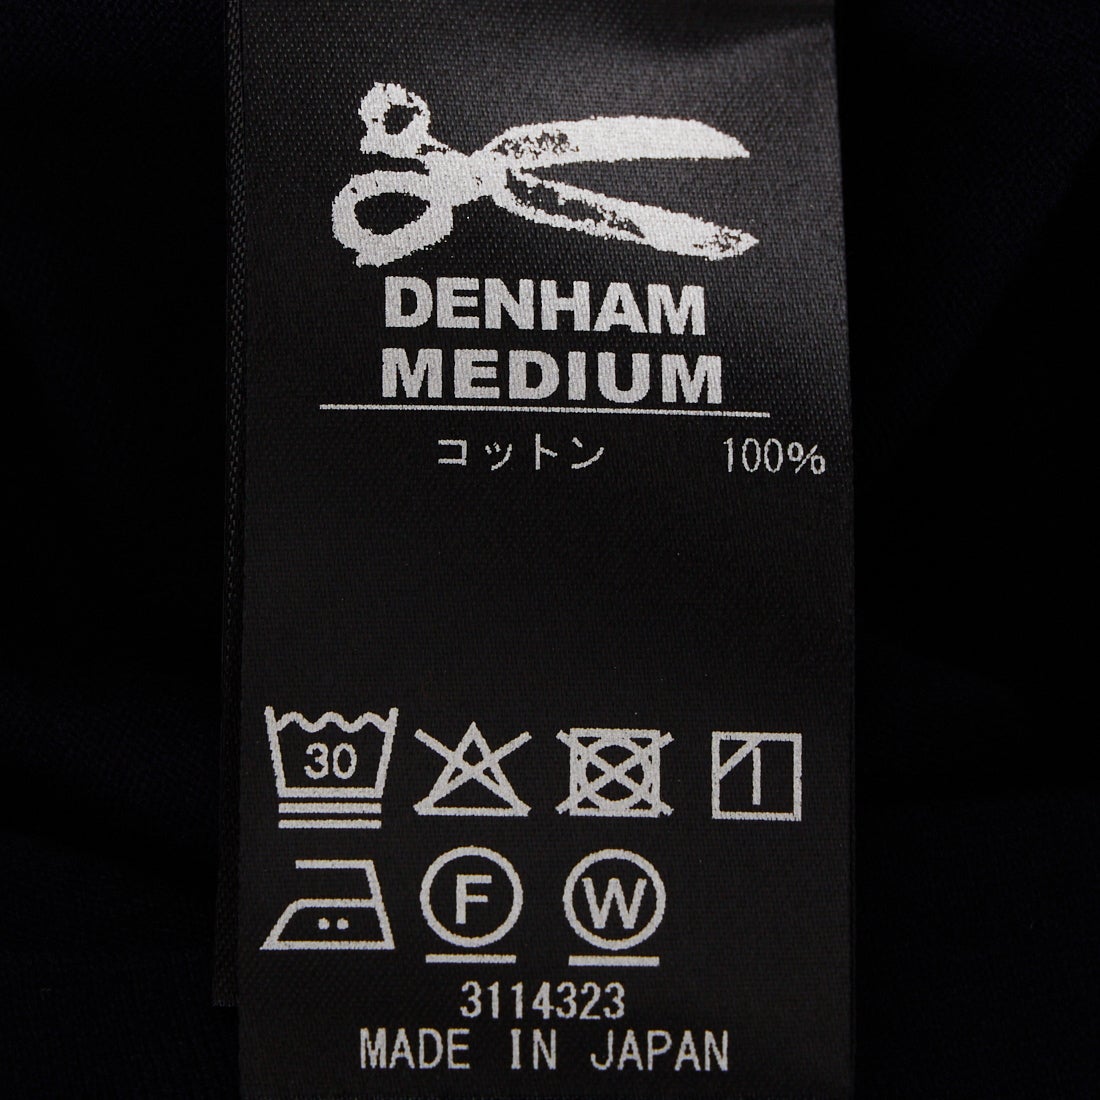 DENHAM
MEDIUM
コットン 100%
30
F W
3114323
MADE IN JAPAN